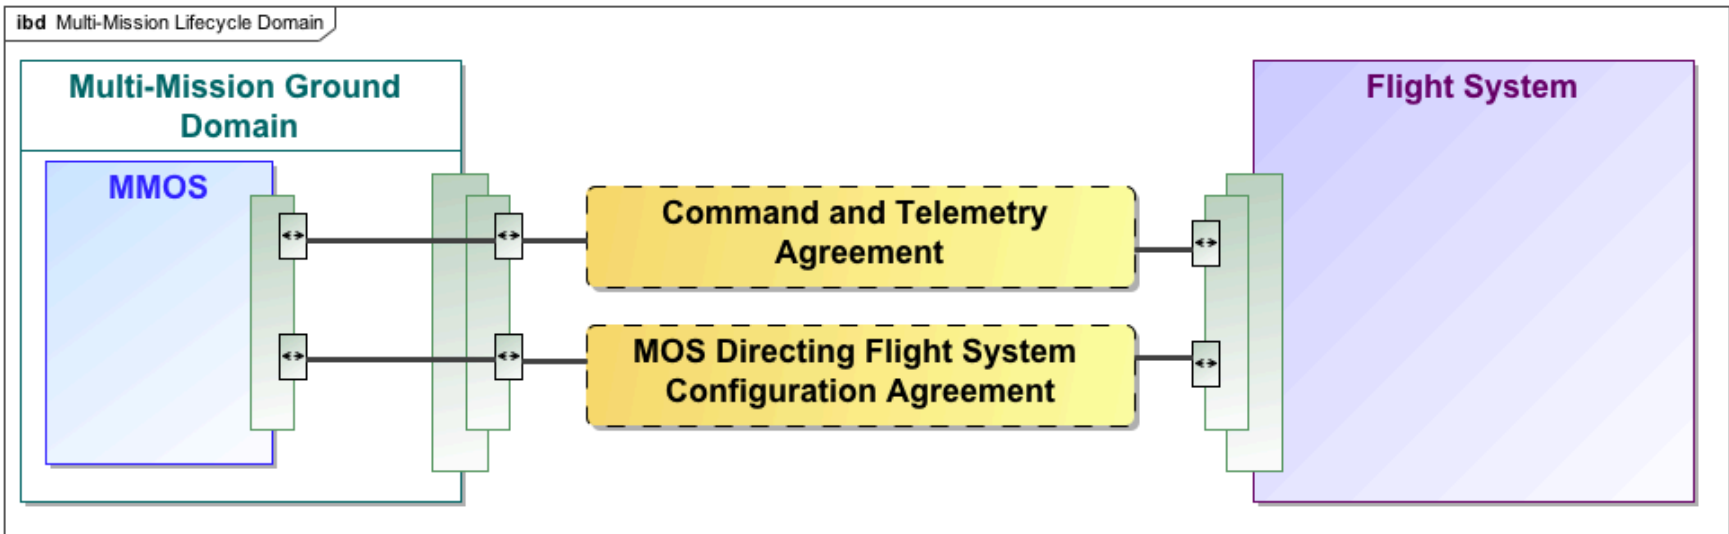 ibd Multi-Mission Lifecycle Domain
Multi-Mission Ground
Domain
MMOS
Command and Telemetry
Agreement
MOS Directing Flight System
Configuration Agreement
Flight System